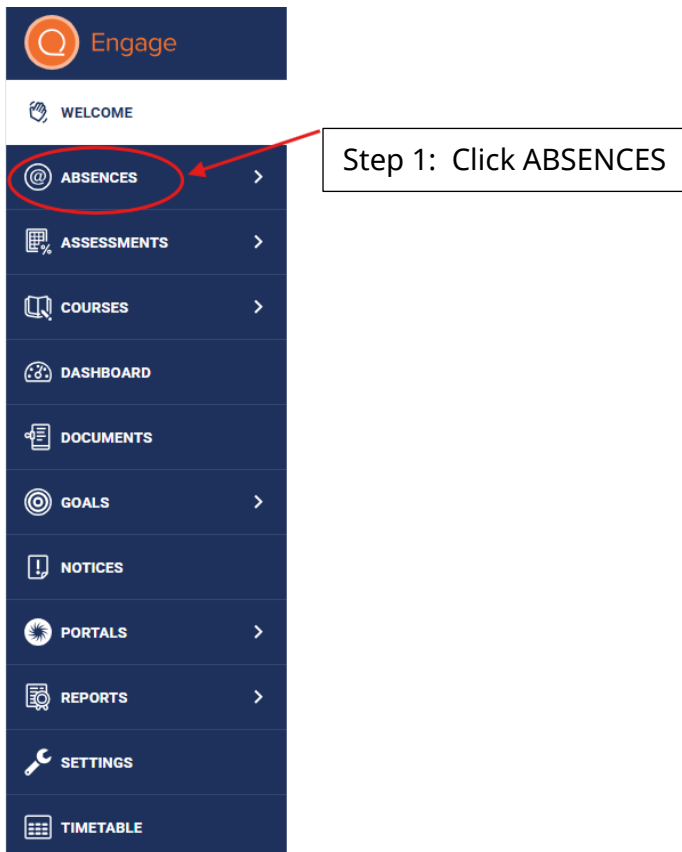 Engage
WELCOME
ABSENCES
Step 1: Click ABSENCES
ASSESSMENTS
COURSES
DASHBOARD
DOCUMENTS
GOALS
NOTICES
PORTALS
REPORTS
SETTINGS
TIMETABLE